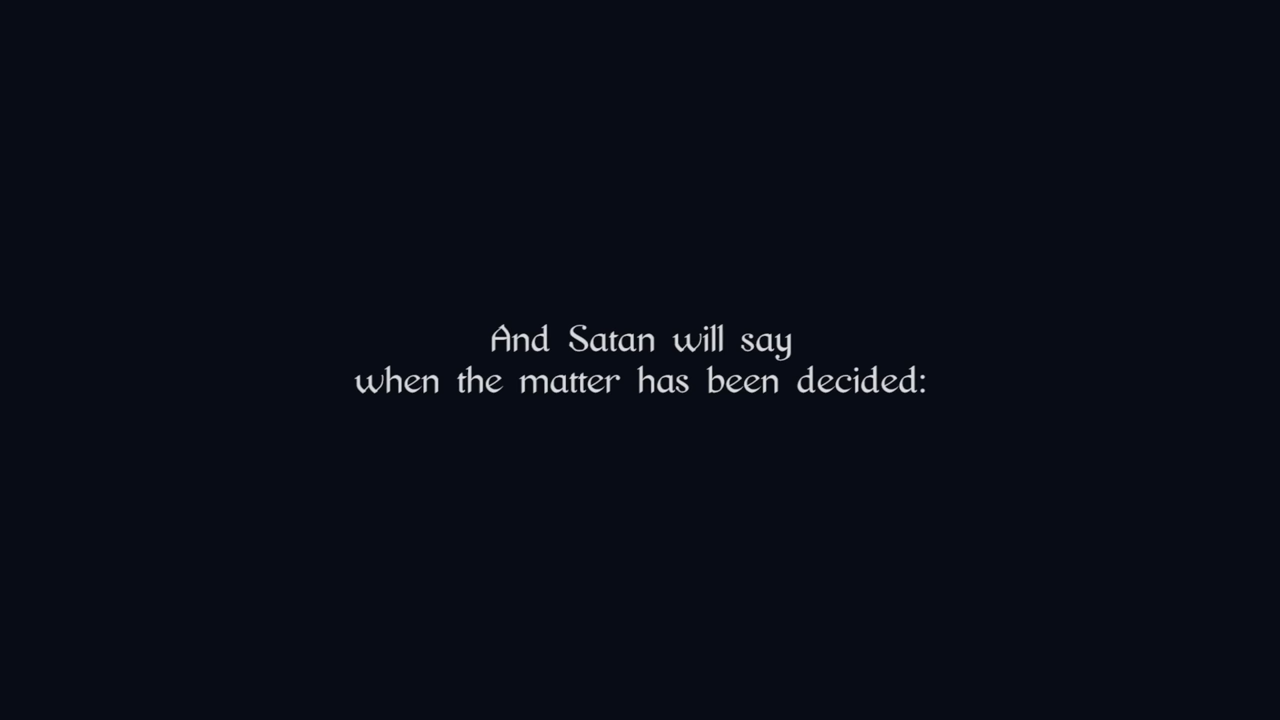 And Satan will say
when the matter has been decided: